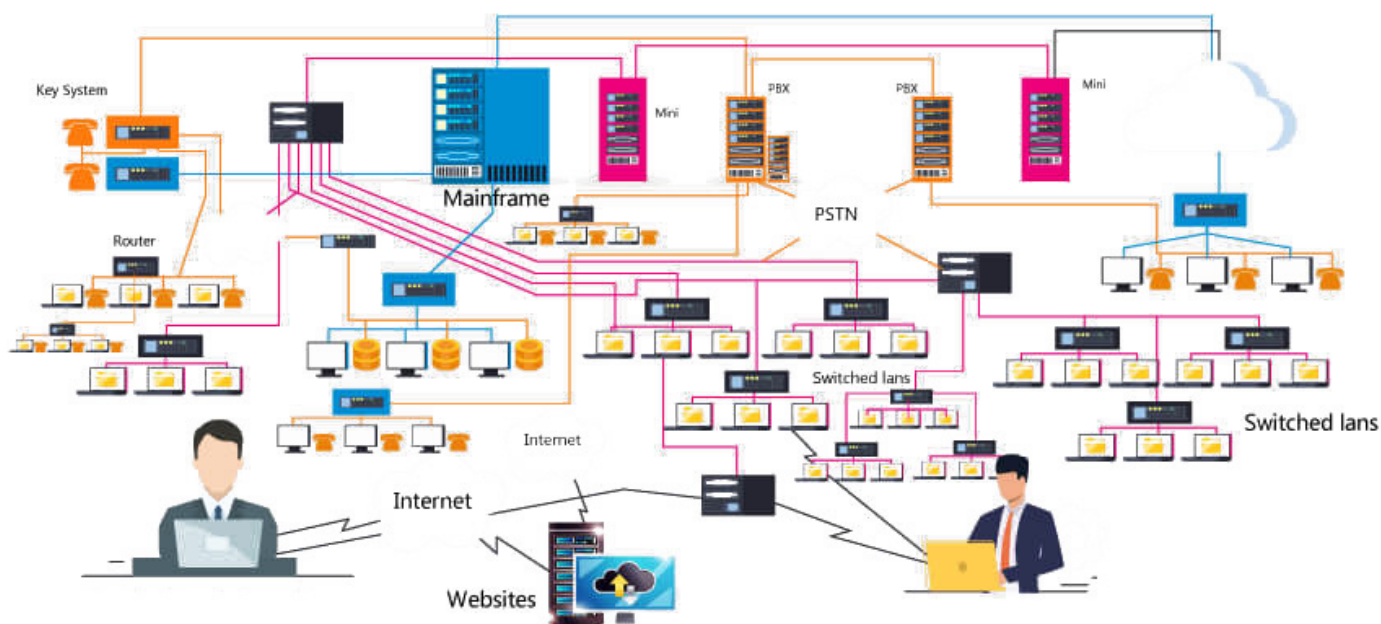 Key System
Mini
PBX
PBX
Mini
Mainframe
PSTN
Router
Switched lans
Switched lans
Internet
Internet
Websites